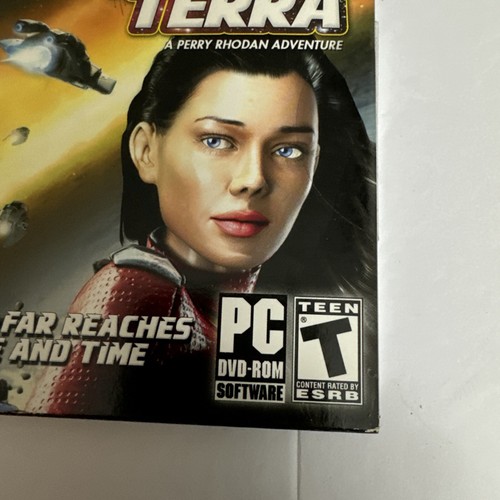 TERRA
A PERRY RHODAN ADVENTURE
FAR REACHES
AND TIME
PC
DVD-ROM
SOFTWARE
TEEN
T
®
CONTENT RATED BY
ESRB